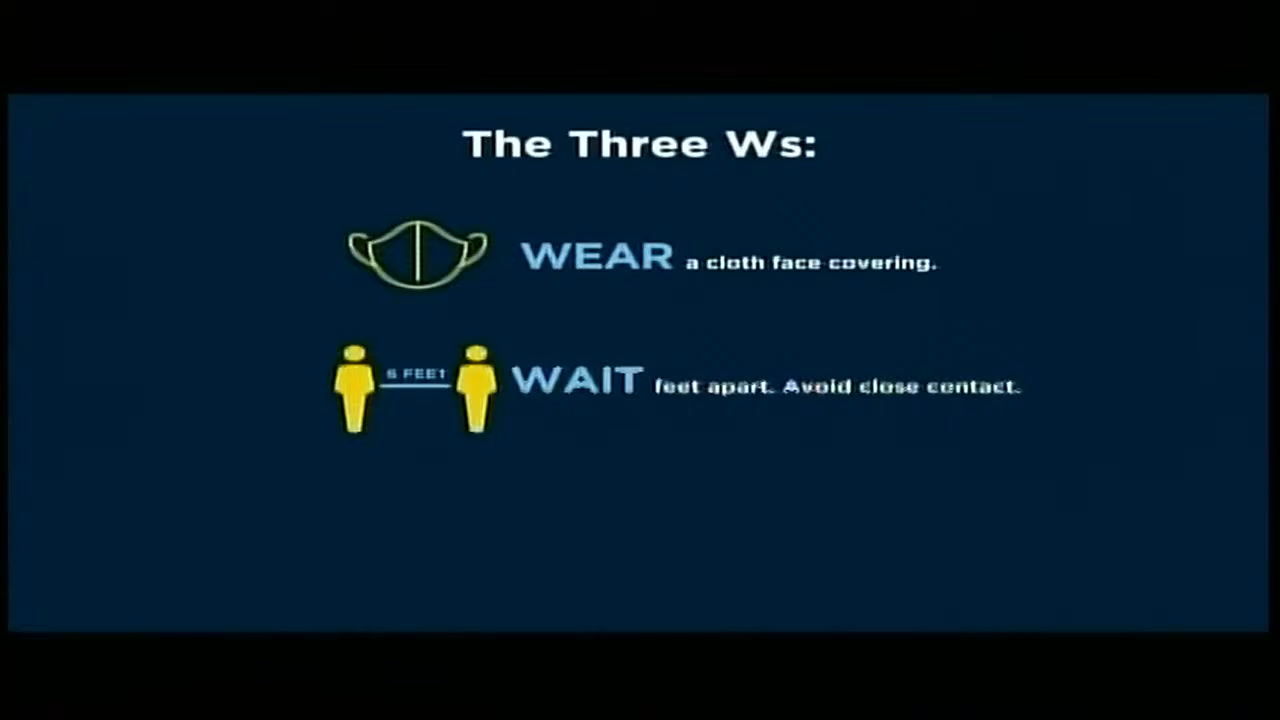 The Three Ws:
WEAR a cloth face covering.
6 FEET
WAIT feet apart. Avoid close contact.